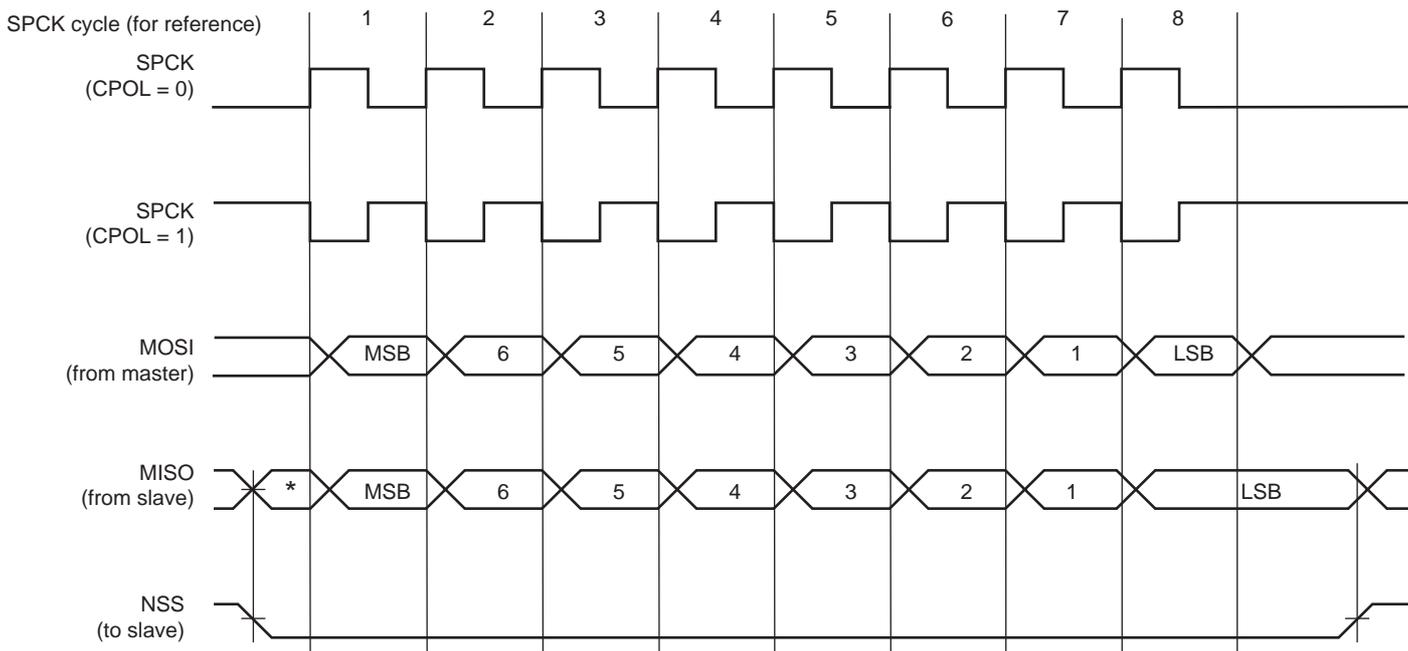 SPCK cycle (for reference)
1 2 3 4 5 6 7 8
SPCK
(CPOL = 0)
SPCK
(CPOL = 1)
MOSI
(from master)
MSB 6 5 4 3 2 1 LSB
MISO
(from slave)
* MSB 6 5 4 3 2 1 LSB
NSS
(to slave)